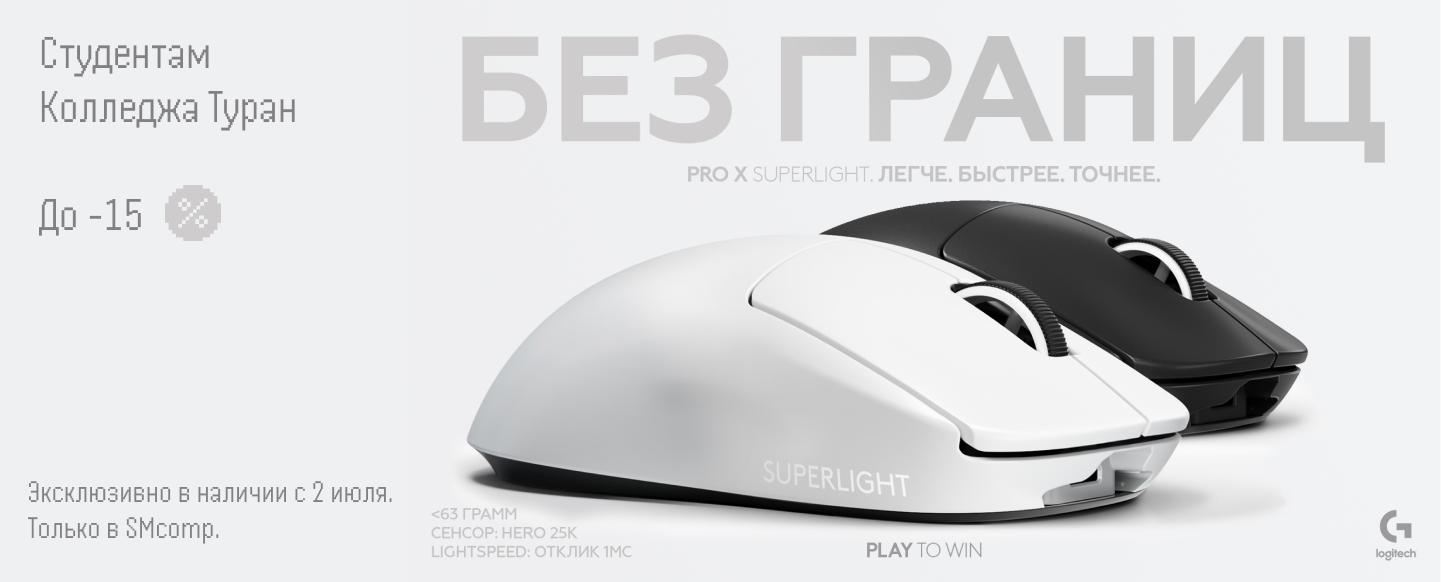 Студентам
Колледжа Туран
До -15 %
Эксклюзивно в наличии с 2 июля.
Только в SMcomp.
БЕЗ ГРАНИЦ
PRO X SUPERLIGHT. ЛЕГЧЕ. БЫСТРЕЕ. ТОЧНЕЕ.
SUPERLIGHT
<63 ГРАММ
СЕНСОР: HERO 25K
LIGHTSPEED: ОТКЛИК 1МС
PLAY TO WIN
logitech